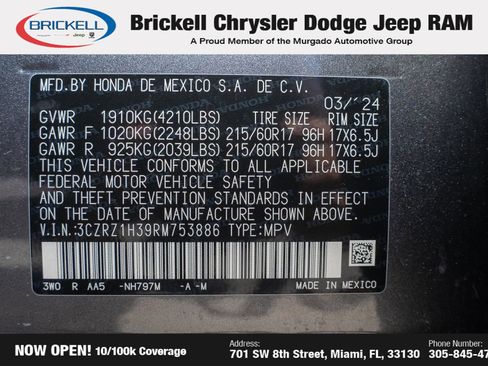 BRICKELL
Brickell Chrysler Dodge Jeep RAM
A Proud Member of the Murgado Automotive Group
MFD.BY HONDA DE MEXICO S.A. DE C.V.
03/'24
GVWR 1910KG(4210LBS) TIRE SIZE RIM SIZE
GAWR F 1020KG(2248LBS) 215/60R17 96H 17X6.5J
GAWR R 925KG(2039LBS) 215/60R17 96H 17X6.5J
THIS VEHICLE CONFORMS TO ALL APPLICABLE
FEDERAL MOTOR VEHICLE SAFETY
AND THEFT PREVENTION STANDARDS IN EFFECT
ON THE DATE OF MANUFACTURE SHOWN ABOVE.
V.I.N.:3CZRZ1H39RM753886 TYPE:MPV
3W0 R AA5 -NH797M -A -M MADE IN MEXICO
NOW OPEN! 10/100k Coverage
Address:
701 SW 8th Street, Miami, FL, 33130
Phone Number:
305-845-47